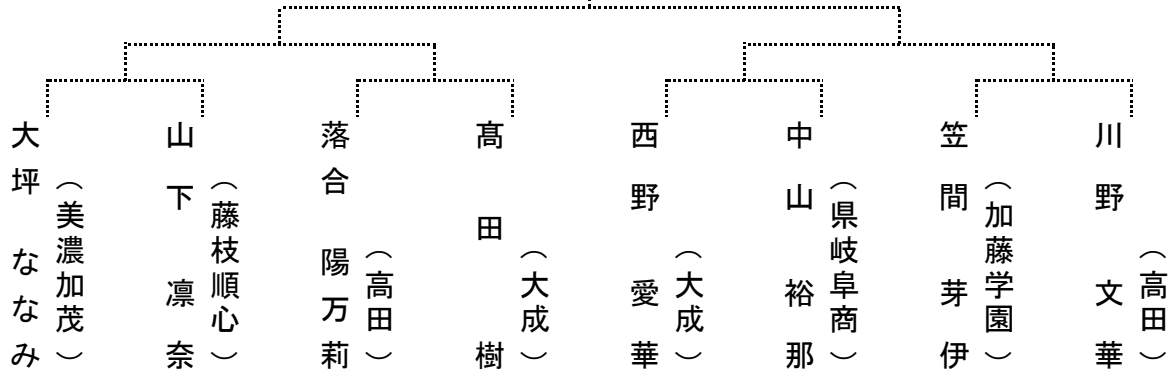 大坪ななみ
（美濃加茂）
山下凛奈
（藤枝順心）
落合陽万莉
（高田）
髙田樹
（大成）
西野愛華
（大成）
中山裕那
（県岐阜商）
笠間芽伊
（加藤学園）
川野文華
（高田）